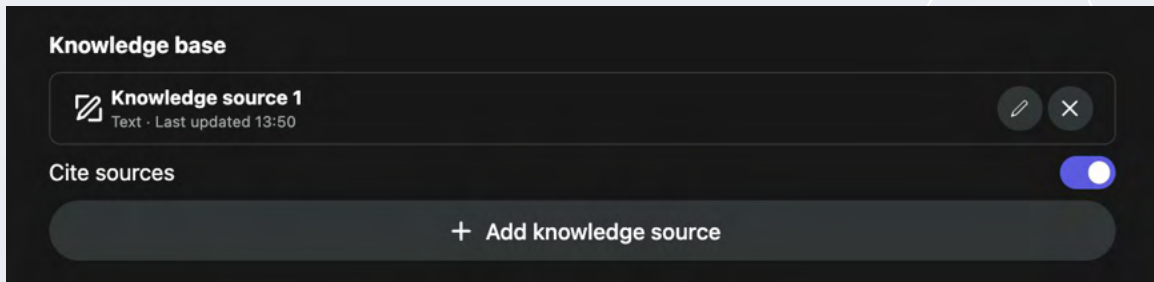 Knowledge base
Knowledge source 1
Text · Last updated 13:50
Cite sources
+ Add knowledge source